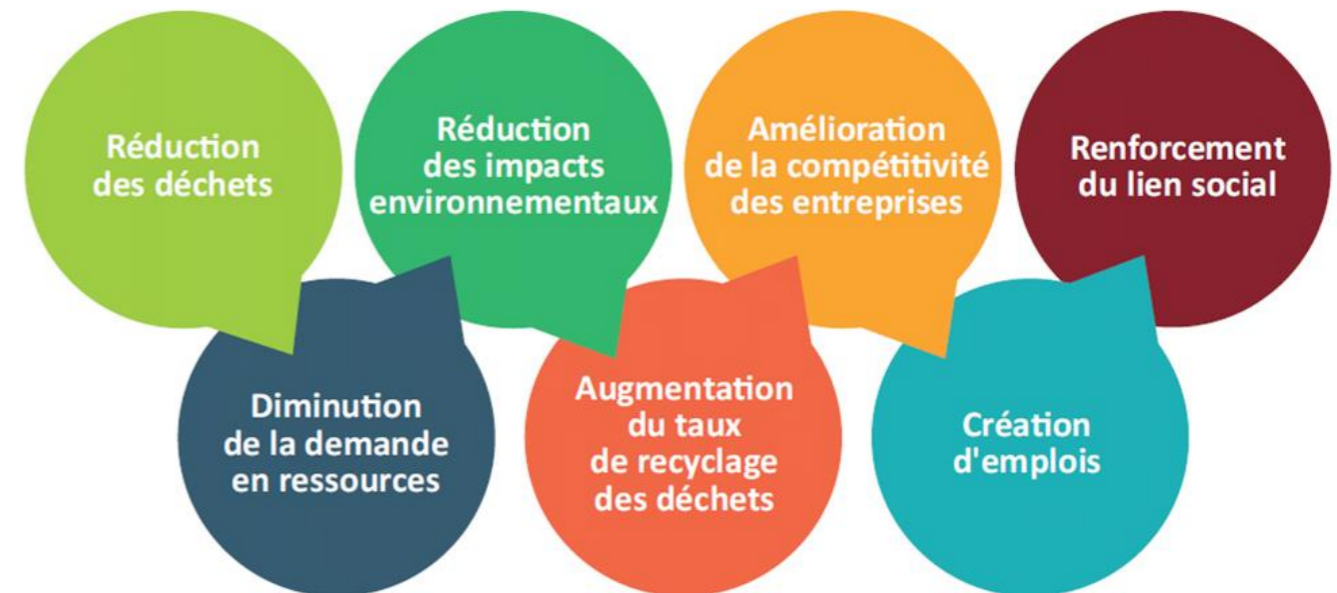 Réduction
des déchets
Réduction
des impacts
environnementaux
Amélioration
de la compétitivité
des entreprises
Renforcement
du lien social
Diminution
de la demande
en ressources
Augmentation
du taux
de recyclage
des déchets
Création
d'emplois